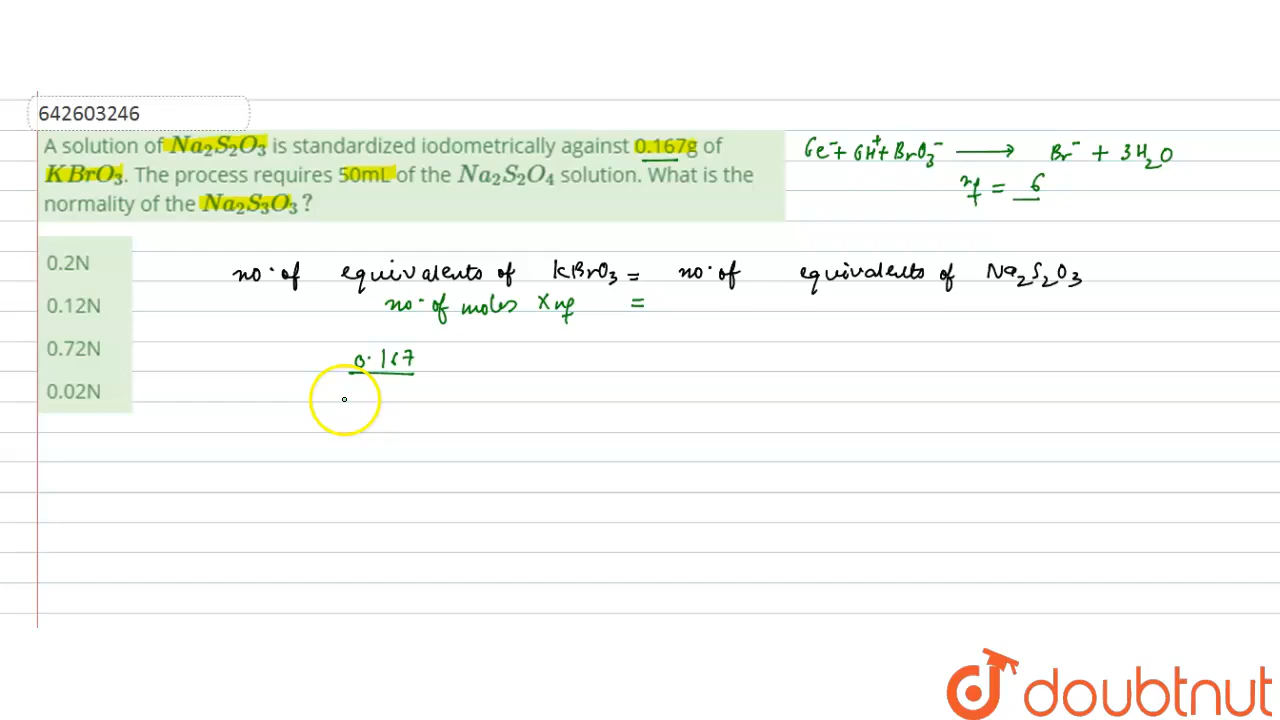 642603246
A solution of Na₂S₂O₃ is standardized iodometrically against 0.167g of
KBrO₃. The process requires 50mL of the Na₂S₂O₄ solution. What is the
normality of the Na₂S₃O₃?
6e⁻+ 6H⁺+ BrO₃⁻ ⟶ Br⁻ + 3H₂O
nf = 6
0.2N
0.12N
0.72N
0.02N
no. of equivalents of KBrO₃ = no. of equivalents of Na₂S₂O₃
no. of moles × nf =
0.167
doubtnut